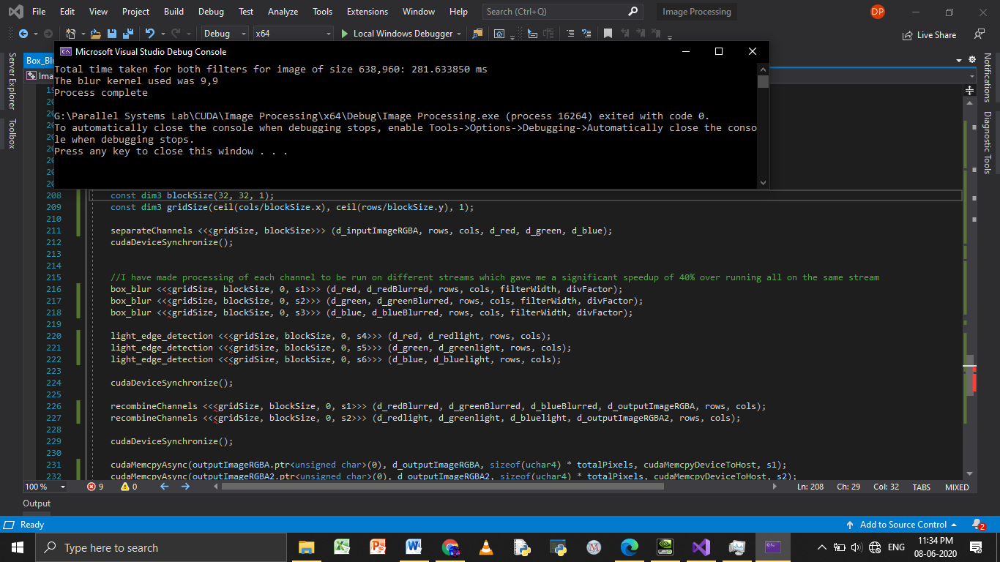 File Edit View Project Build Debug Test Analyze Tools Extensions Window Help Search (Ctrl+Q) Image Processing DP
Debug x64 Local Windows Debugger Live Share
Microsoft Visual Studio Debug Console
Total time taken for both filters for image of size 638,960: 281.633850 ms
The blur kernel used was 9,9
Process complete
G:\Parallel Systems Lab\CUDA\Image Processing\x64\Debug\Image Processing.exe (process 16264) exited with code 0.
To automatically close the console when debugging stops, enable Tools->Options->Debugging->Automatically close the conso
le when debugging stops.
Press any key to close this window . . .
Server Explorer
Toolbox
Notifications
Diagnostic Tools
Box_Blu
Ima
208 const dim3 blockSize(32, 32, 1);
209 const dim3 gridSize(ceil(cols/blockSize.x), ceil(rows/blockSize.y), 1);
210
211 separateChannels <<<gridSize, blockSize>>> (d_inputImageRGBA, rows, cols, d_red, d_green, d_blue);
212 cudaDeviceSynchronize();
213
214
215 //I have made processing of each channel to be run on different streams which gave me a significant speedup of 40% over running all on the same stream
216 box_blur <<<gridSize, blockSize, 0, s1>>> (d_red, d_redBlurred, rows, cols, filterWidth, divFactor);
217 box_blur <<<gridSize, blockSize, 0, s2>>> (d_green, d_greenBlurred, rows, cols, filterWidth, divFactor);
218 box_blur <<<gridSize, blockSize, 0, s3>>> (d_blue, d_blueBlurred, rows, cols, filterWidth, divFactor);
219
220 light_edge_detection <<<gridSize, blockSize, 0, s4>>> (d_red, d_redlight, rows, cols);
221 light_edge_detection <<<gridSize, blockSize, 0, s5>>> (d_green, d_greenlight, rows, cols);
222 light_edge_detection <<<gridSize, blockSize, 0, s6>>> (d_blue, d_bluelight, rows, cols);
223
224 cudaDeviceSynchronize();
225
226 recombineChannels <<<gridSize, blockSize, 0, s1>>> (d_redBlurred, d_greenBlurred, d_blueBlurred, d_outputImageRGBA, rows, cols);
227 recombineChannels <<<gridSize, blockSize, 0, s2>>> (d_redlight, d_greenlight, d_bluelight, d_outputImageRGBA2, rows, cols);
228
229 cudaDeviceSynchronize();
230
231 cudaMemcpyAsync(outputImageRGBA.ptr<unsigned char>(0), d_outputImageRGBA, sizeof(uchar4) * totalPixels, cudaMemcpyDeviceToHost, s1);
232 cudaMemcpyAsync(outputImageRGBA2.ptr<unsigned char>(0), d_outputImageRGBA2, sizeof(uchar4) * totalPixels, cudaMemcpyDeviceToHost, s2);
100 % 9 0 Ln: 208 Ch: 29 Col: 32 TABS MIXED
Output
Ready Add to Source Control 2
Type here to search ENG 11:34 PM
08-06-2020